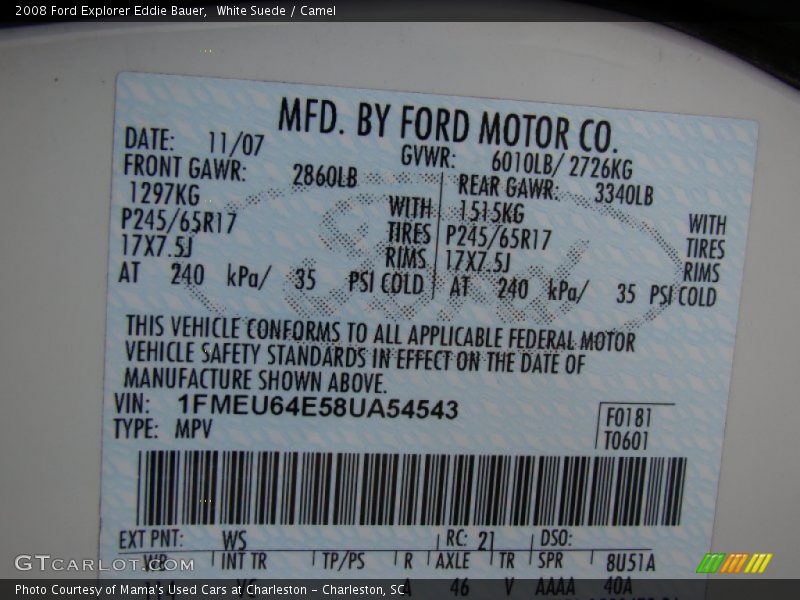 2008 Ford Explorer Eddie Bauer,  White Suede / Camel
MFD. BY FORD MOTOR CO.
DATE: 11/07 GVWR: 6010LB/ 2726KG
FRONT GAWR: 2860LB REAR GAWR: 3340LB
1297KG WITH 1515KG WITH
P245/65R17 TIRES P245/65R17 TIRES
17X7.5J RIMS 17X7.5J RIMS
AT 240 kPa/ 35 PSI COLD AT 240 kPa/ 35 PSI COLD
THIS VEHICLE CONFORMS TO ALL APPLICABLE FEDERAL MOTOR
VEHICLE SAFETY STANDARDS IN EFFECT ON THE DATE OF
MANUFACTURE SHOWN ABOVE.
VIN: 1FMEU64E58UA54543
TYPE: MPV
F0181
T0601
EXT PNT: WS RC: 21 DSO:
WB INT TR TP/PS R AXLE TR SPR 8U51A
46 V AAAA 40A
Ford
GTCARLOT.COM
Photo Courtesy of Mama's Used Cars at Charleston - Charleston, SC